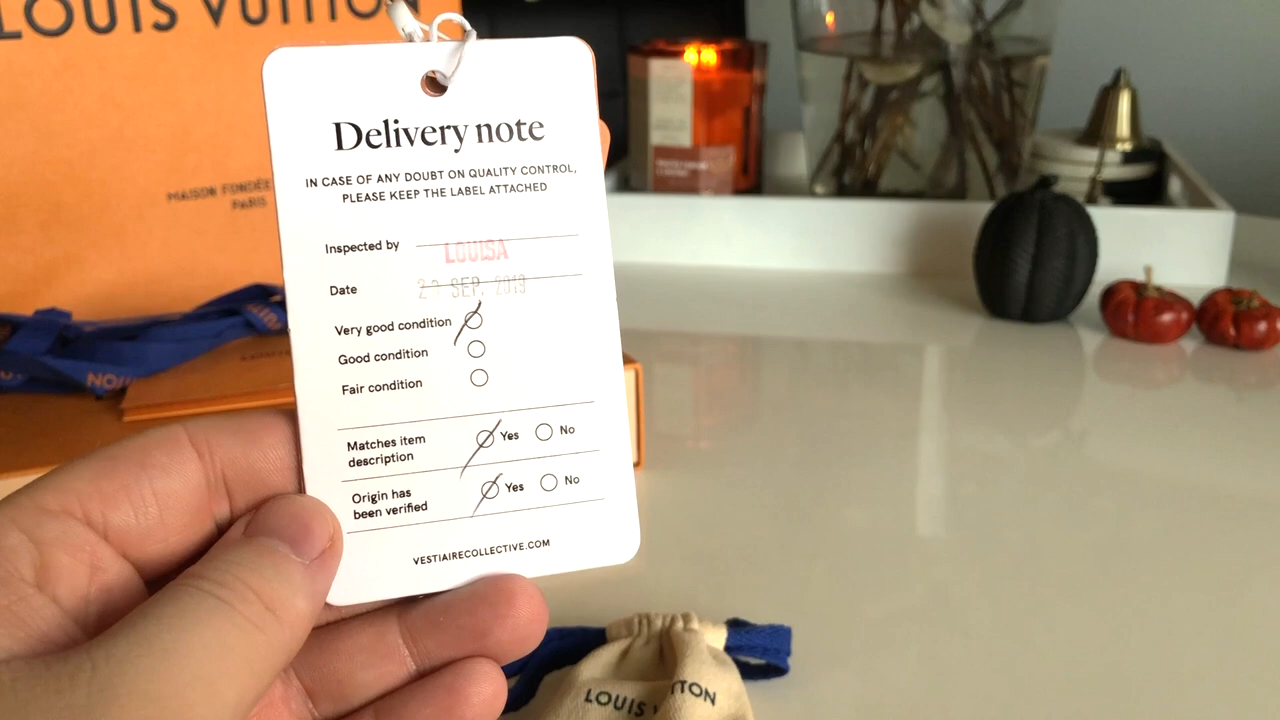 LOUIS VUITTON
MAISON FONDÉE
PARIS
Delivery note
IN CASE OF ANY DOUBT ON QUALITY CONTROL,
PLEASE KEEP THE LABEL ATTACHED
Inspected by LOUISA
Date SEP. 2019
Very good condition
Good condition
Fair condition
Matches item
description
Yes No
Origin has
been verified
Yes No
VESTIAIRECOLLECTIVE.COM
LOUIS